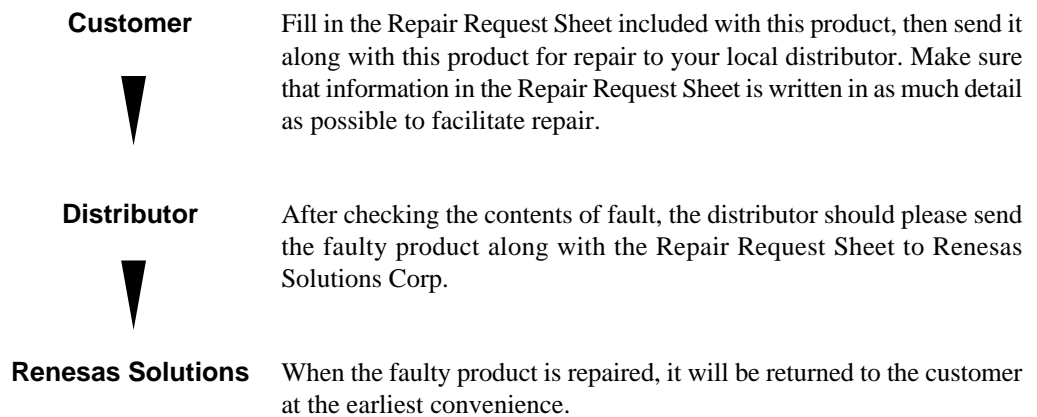 Customer
Fill in the Repair Request Sheet included with this product, then send it
along with this product for repair to your local distributor. Make sure
that information in the Repair Request Sheet is written in as much detail
as possible to facilitate repair.
Distributor
After checking the contents of fault, the distributor should please send
the faulty product along with the Repair Request Sheet to Renesas
Solutions Corp.
Renesas Solutions
When the faulty product is repaired, it will be returned to the customer
at the earliest convenience.